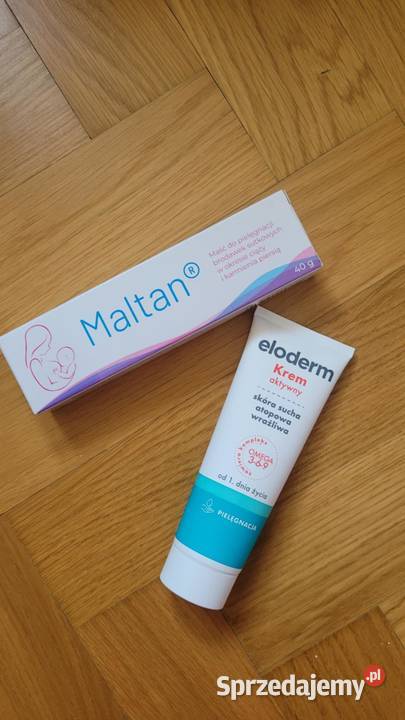 Maltan®
Maść do pielęgnacji
brodawek sutkowych
w okresie ciąży
i karmienia piersią
40 g
eloderm
Krem
aktywny
skóra sucha
atopowa
wrażliwa
OMEGA
3-6-9
od 1. dnia życia
PIELĘGNACJA
Sprzedajemy.pl